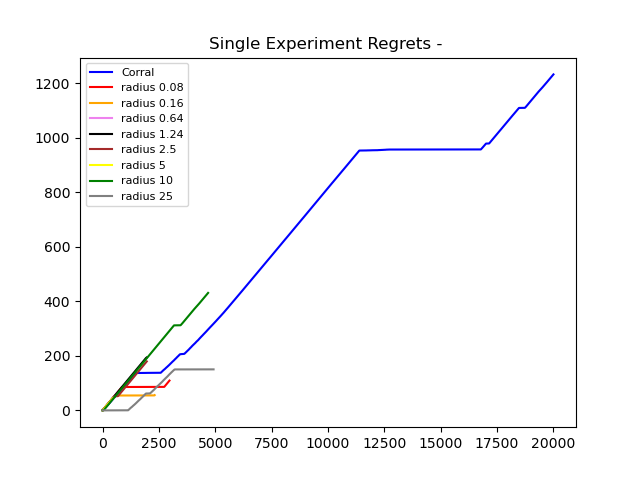 Single Experiment Regrets -
Corral
radius 0.08
radius 0.16
radius 0.64
radius 1.24
radius 2.5
radius 5
radius 10
radius 25
1200
1000
800
600
400
200
0
0 2500 5000 7500 10000 12500 15000 17500 20000